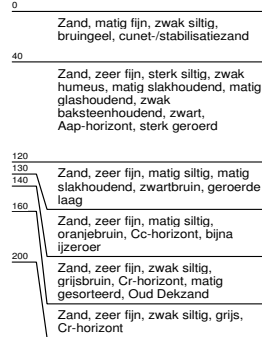 0
Zand, matig fijn, zwak siltig,
bruingeel, cunet-/stabilisatiezand
40
Zand, zeer fijn, sterk siltig, zwak
humeus, matig slakhoudend, matig
glashoudend, zwak
baksteenhoudend, zwart,
Aap-horizont, sterk geroerd
120
130
Zand, zeer fijn, matig siltig, matig
slakhoudend, zwartbruin, geroerde
laag
140
Zand, zeer fijn, matig siltig,
oranjebruin, Cc-horizont, bijna
ijzeroer
160
Zand, zeer fijn, zwak siltig,
grijsbruin, Cr-horizont, matig
gesorteerd, Oud Dekzand
200
Zand, zeer fijn, zwak siltig, grijs,
Cr-horizont